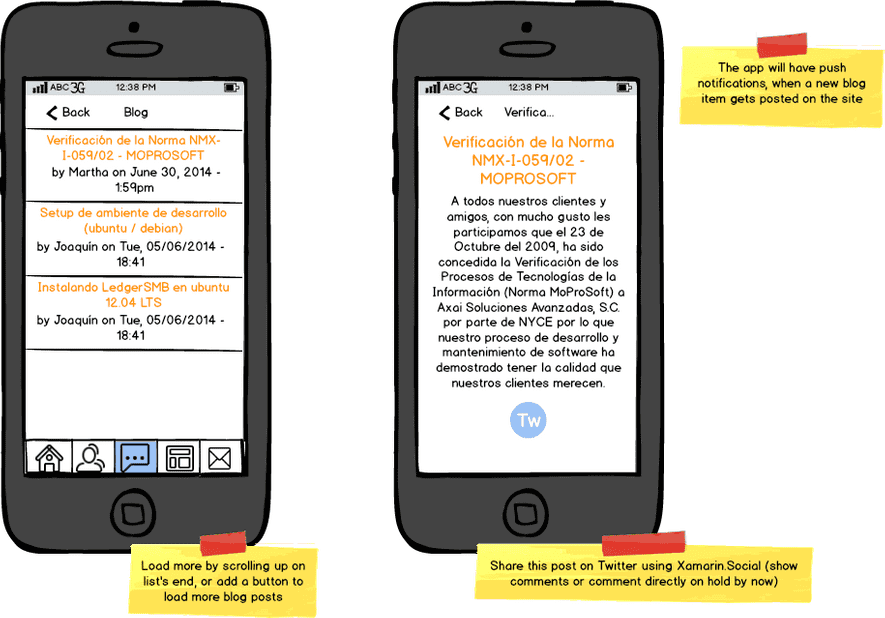 ABC 3G 12:38 PM
Back Blog
Verificación de la Norma NMX-
I-059/02 - MOPROSOFT
by Martha on June 30, 2014 -
1:59pm
Setup de ambiente de desarrollo
(ubuntu / debian)
by Joaquín on Tue, 05/06/2014 -
18:41
Instalando LedgerSMB en ubuntu
12.04 LTS
by Joaquín on Tue, 05/06/2014 -
18:41
Load more by scrolling up on
list's end, or add a button to
load more blog posts
ABC 3G 12:38 PM
Back Verifica...
Verificación de la Norma
NMX-I-059/02 -
MOPROSOFT
A todos nuestros clientes y
amigos, con mucho gusto les
participamos que el 23 de
Octubre del 2009, ha sido
concedida la Verificación de los
Procesos de Tecnologías de la
Información (Norma MoProSoft) a
Axai Soluciones Avanzadas, S.C.
por parte de NYCE por lo que
nuestro proceso de desarrollo y
mantenimiento de software ha
demostrado tener la calidad que
nuestros clientes merecen.
Tw
Share this post on Twitter using Xamarin.Social (show
comments or comment directly on hold by now)
The app will have push
notifications, when a new blog
item gets posted on the site